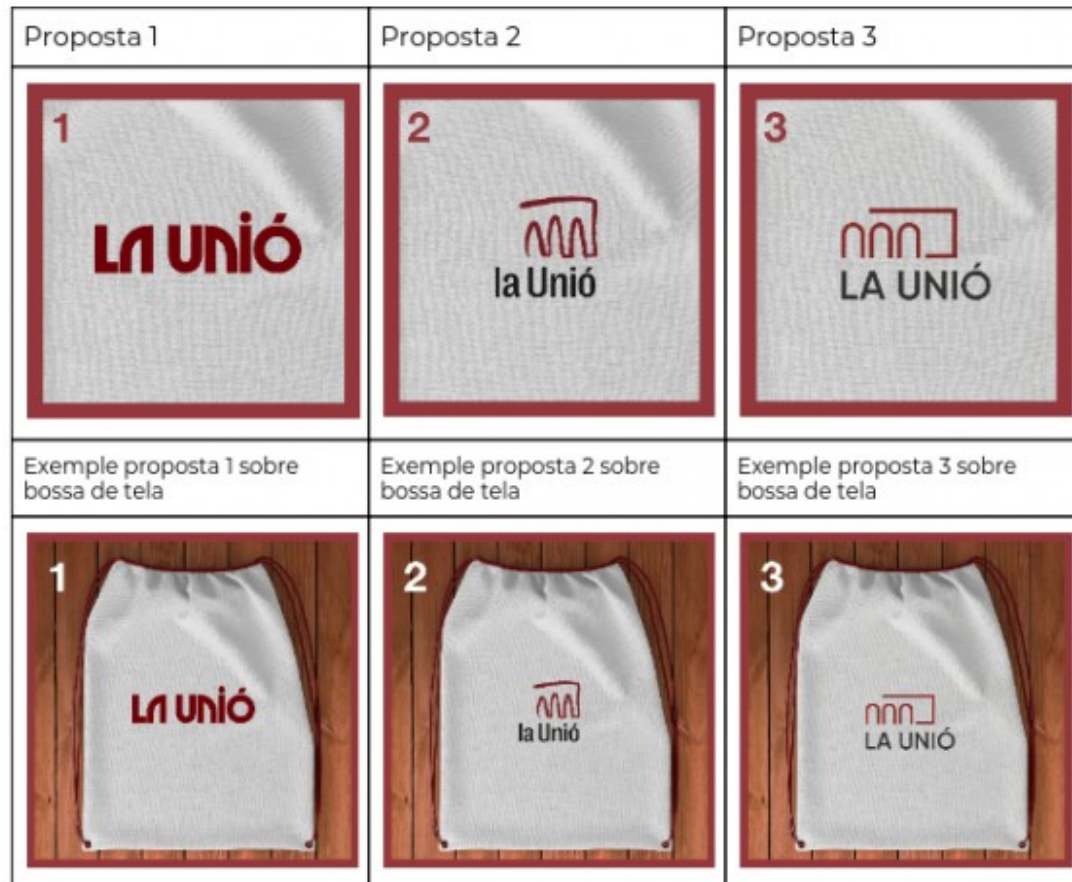 Proposta 1
Proposta 2
Proposta 3
1
LA UNIÓ
2
la Unió
3
LA UNIÓ
Exemple proposta 1 sobre
bossa de tela
Exemple proposta 2 sobre
bossa de tela
Exemple proposta 3 sobre
bossa de tela
1
LA UNIÓ
2
la Unió
3
LA UNIÓ